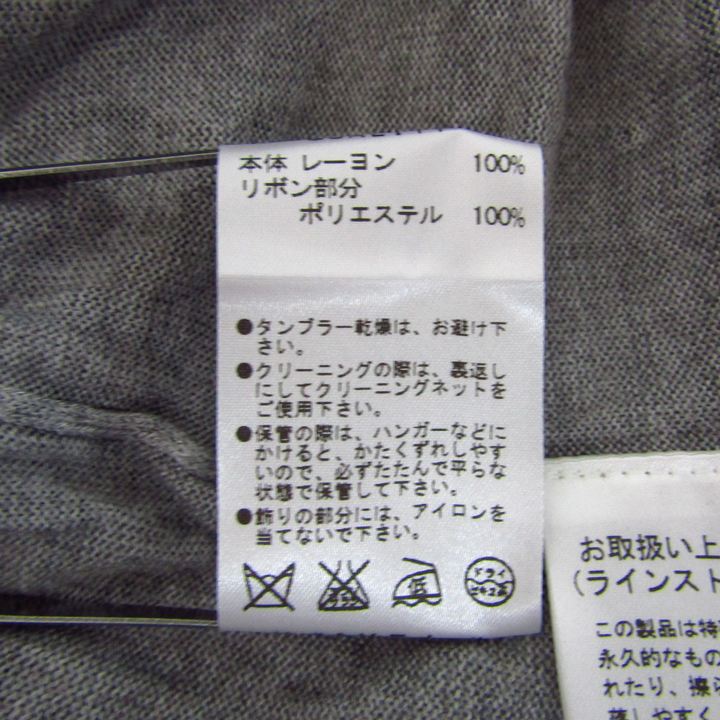 本体 レーヨン 100%
リボン部分
ポリエステル 100%
●タンブラー乾燥は、お避け下
さい。
●クリーニングの際は、裏返し
にしてクリーニングネットを
ご使用下さい。
●保管の際は、ハンガーなどに
かけると、かたくずれしやす
いので、必ずたたんで平らな
状態で保管して下さい。
●飾りの部分には、アイロンを
当てないで下さい。
低
ドライ
お取扱い上
(ラインスト
この製品は特
永久的なもの
れたり、擦
落しやすく